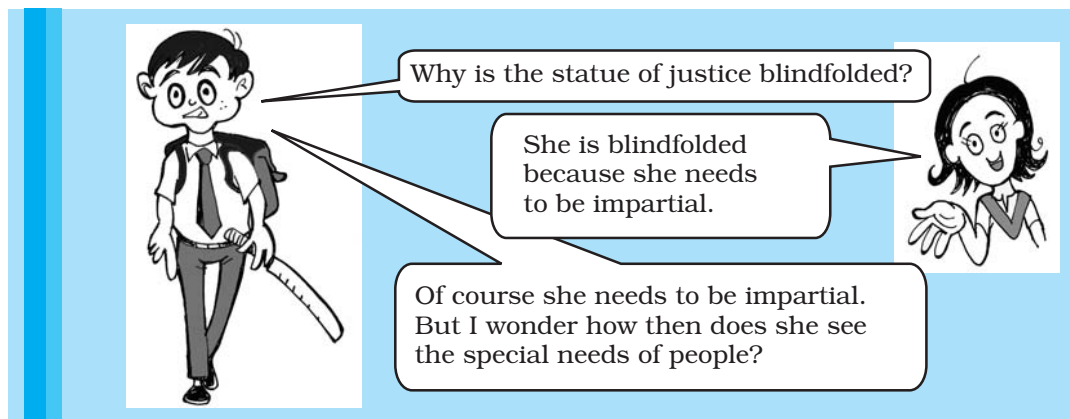 Why is the statue of justice blindfolded?
She is blindfolded
because she needs
to be impartial.
Of course she needs to be impartial.
But I wonder how then does she see
the special needs of people?